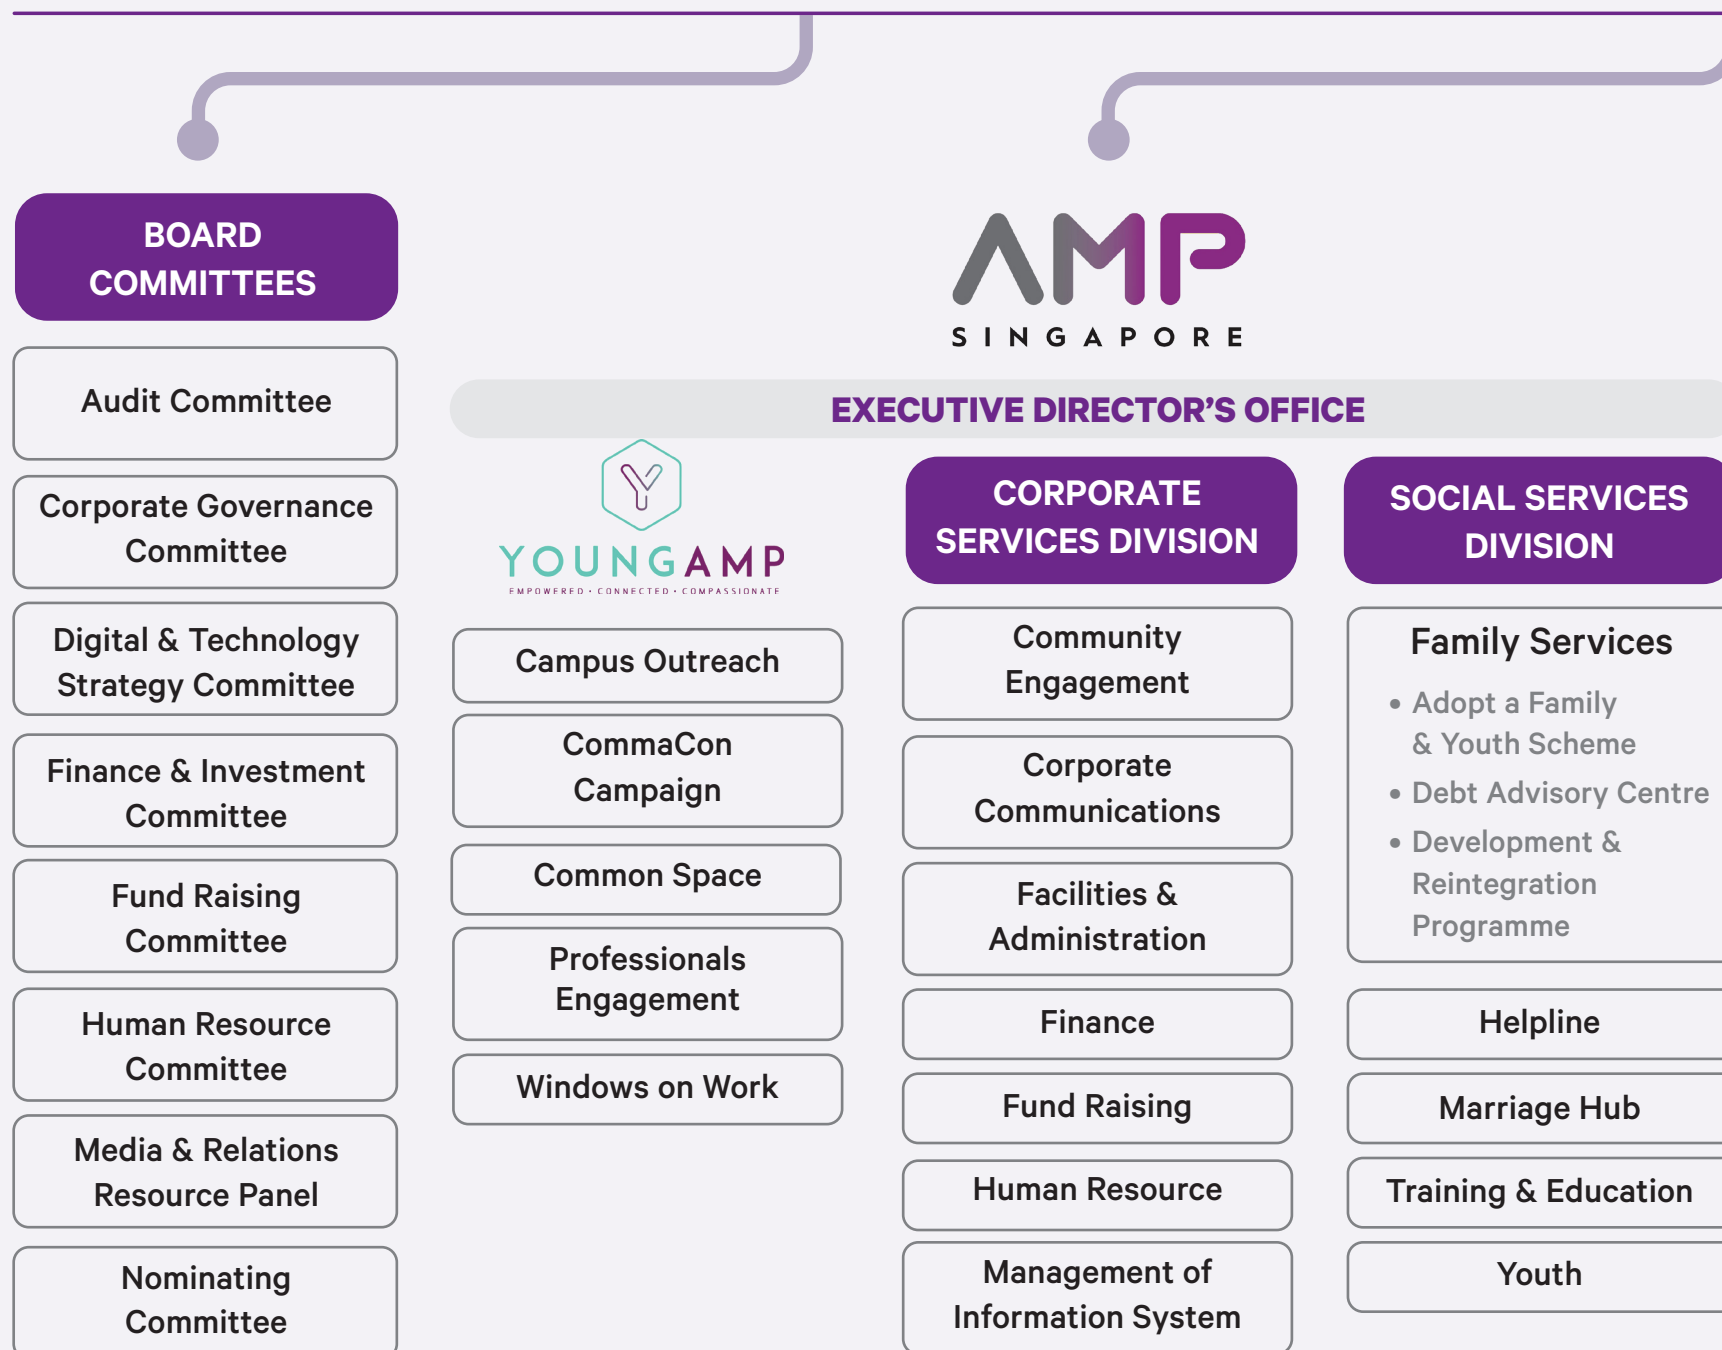 BOARD
COMMITTEES
Audit Committee
Corporate Governance
Committee
Digital & Technology
Strategy Committee
Finance & Investment
Committee
Fund Raising
Committee
Human Resource
Committee
Media & Relations
Resource Panel
Nominating
Committee
AMP
SINGAPORE
EXECUTIVE DIRECTOR'S OFFICE
Y
YOUNGAMP
EMPOWERED • CONNECTED • COMPASSIONATE
Campus Outreach
CommaCon
Campaign
Common Space
Professionals
Engagement
Windows on Work
CORPORATE
SERVICES DIVISION
Community
Engagement
Corporate
Communications
Facilities &
Administration
Finance
Fund Raising
Human Resource
Management of
Information System
SOCIAL SERVICES
DIVISION
Family Services
• Adopt a Family
& Youth Scheme
• Debt Advisory Centre
• Development &
Reintegration
Programme
Helpline
Marriage Hub
Training & Education
Youth